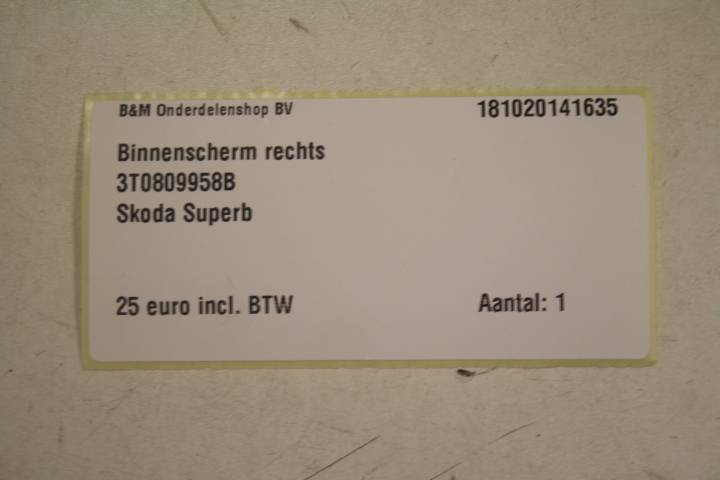 B&M Onderdelenshop BV 181020141635
Binnenscherm rechts
3T0809958B
Skoda Superb
25 euro incl. BTW Aantal: 1